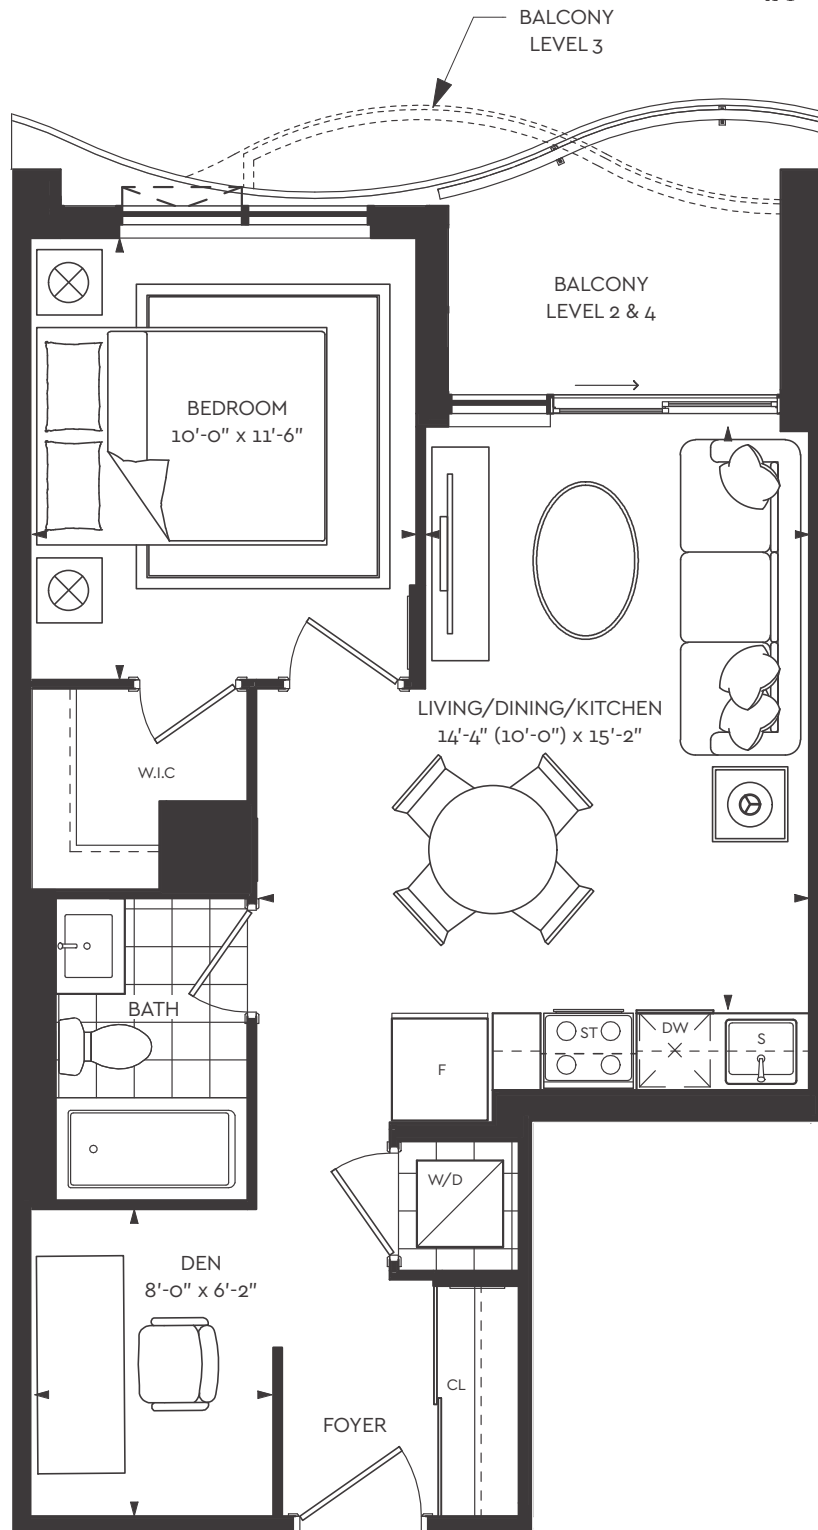 BALCONY
LEVEL 3
BALCONY
LEVEL 2 & 4
BEDROOM
10'-0" x 11'-6"
LIVING/DINING/KITCHEN
14'-4" (10'-0") x 15'-2"
W.I.C
BATH
F
ST
DW
S
W/D
DEN
8'-0" x 6'-2"
CL
FOYER